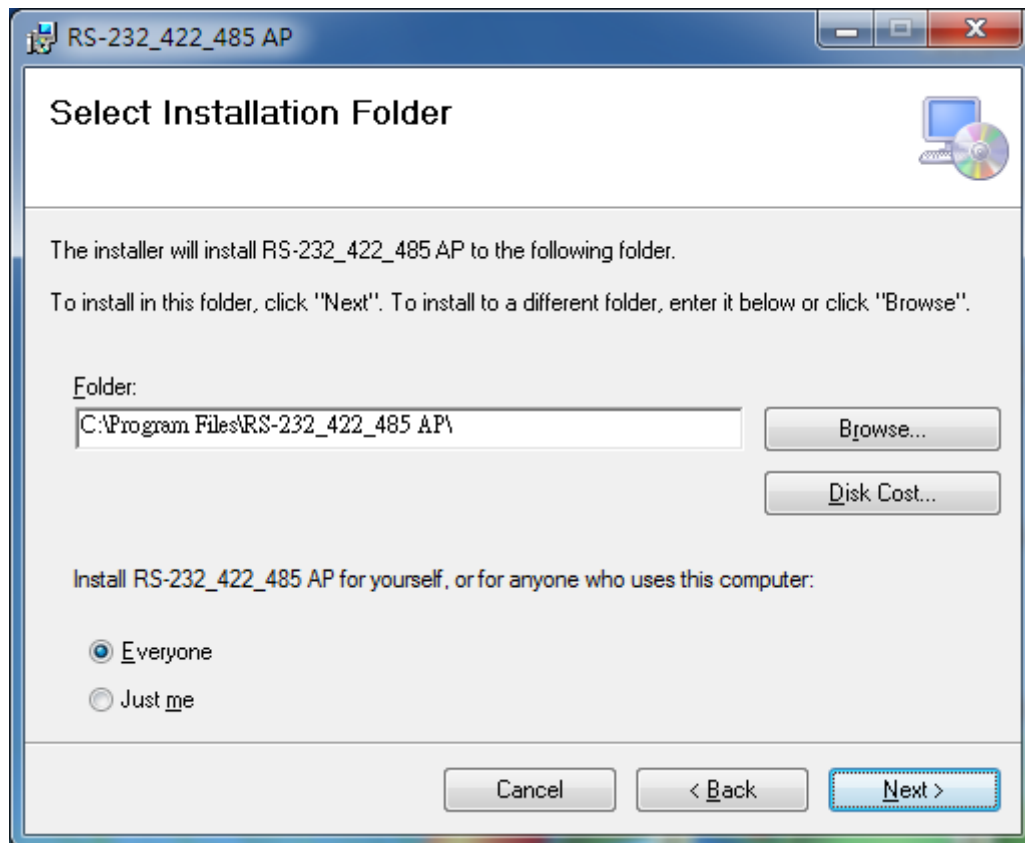 RS-232_422_485 AP
Select Installation Folder
The installer will install RS-232_422_485 AP to the following folder.
To install in this folder, click "Next". To install to a different folder, enter it below or click "Browse".
Folder:
C:\Program Files\RS-232_422_485 AP\
Browse...
Disk Cost...
Install RS-232_422_485 AP for yourself, or for anyone who uses this computer:
Everyone
Just me
Cancel
< Back
Next >